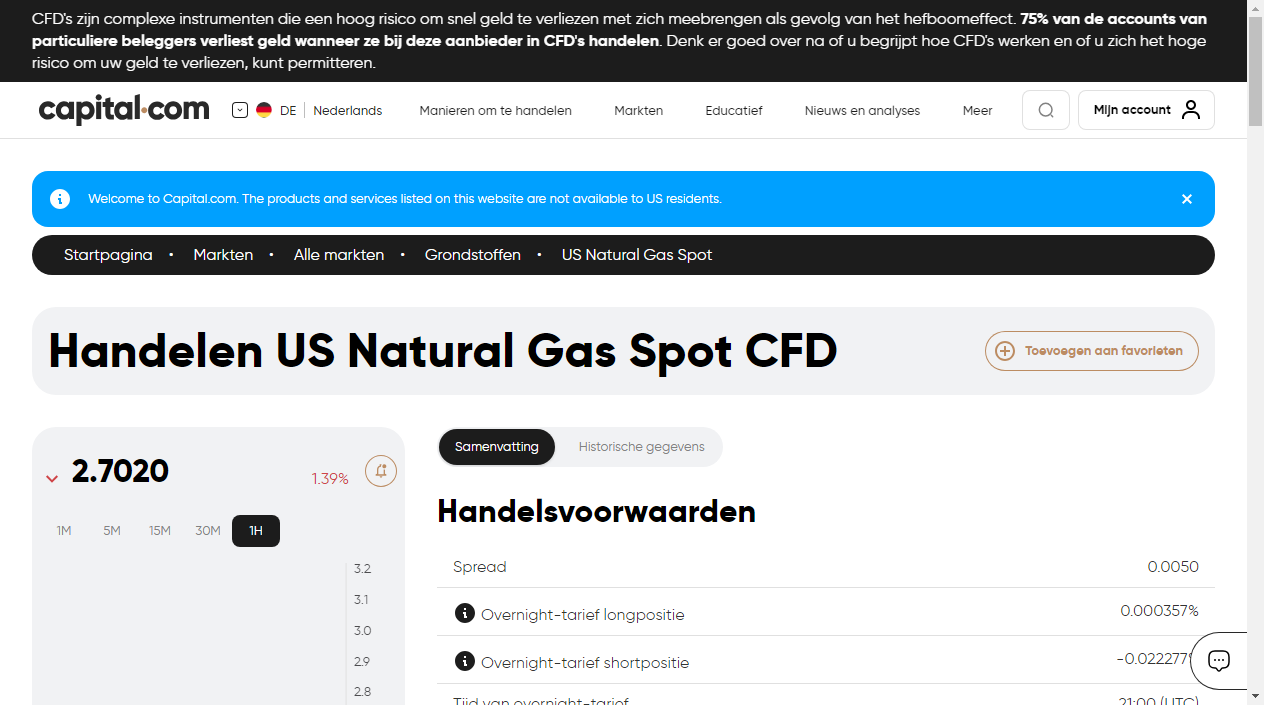 CFD's zijn complexe instrumenten die een hoog risico om snel geld te verliezen met zich meebrengen als gevolg van het hefboomeffect. 75% van de accounts van
particuliere beleggers verliest geld wanneer ze bij deze aanbieder in CFD's handelen. Denk er goed over na of u begrijpt hoe CFD's werken en of u zich het hoge
risico om uw geld te verliezen, kunt permitteren.
capital.com DE Nederlands Manieren om te handelen Markten Educatief Nieuws en analyses Meer Mijn account
Welcome to Capital.com. The products and services listed on this website are not available to US residents.
Startpagina • Markten • Alle markten • Grondstoffen • US Natural Gas Spot
Handelen US Natural Gas Spot CFD
Toevoegen aan favorieten
2.7020 1.39%
1M 5M 15M 30M 1H
3.2
3.1
3.0
2.9
2.8
Samenvatting Historische gegevens
Handelsvoorwaarden
Spread 0.0050
Overnight-tarief longpositie 0.000357%
Overnight-tarief shortpositie -0.022277%
Tijd van overnight-tarief 21:00 (UTC)